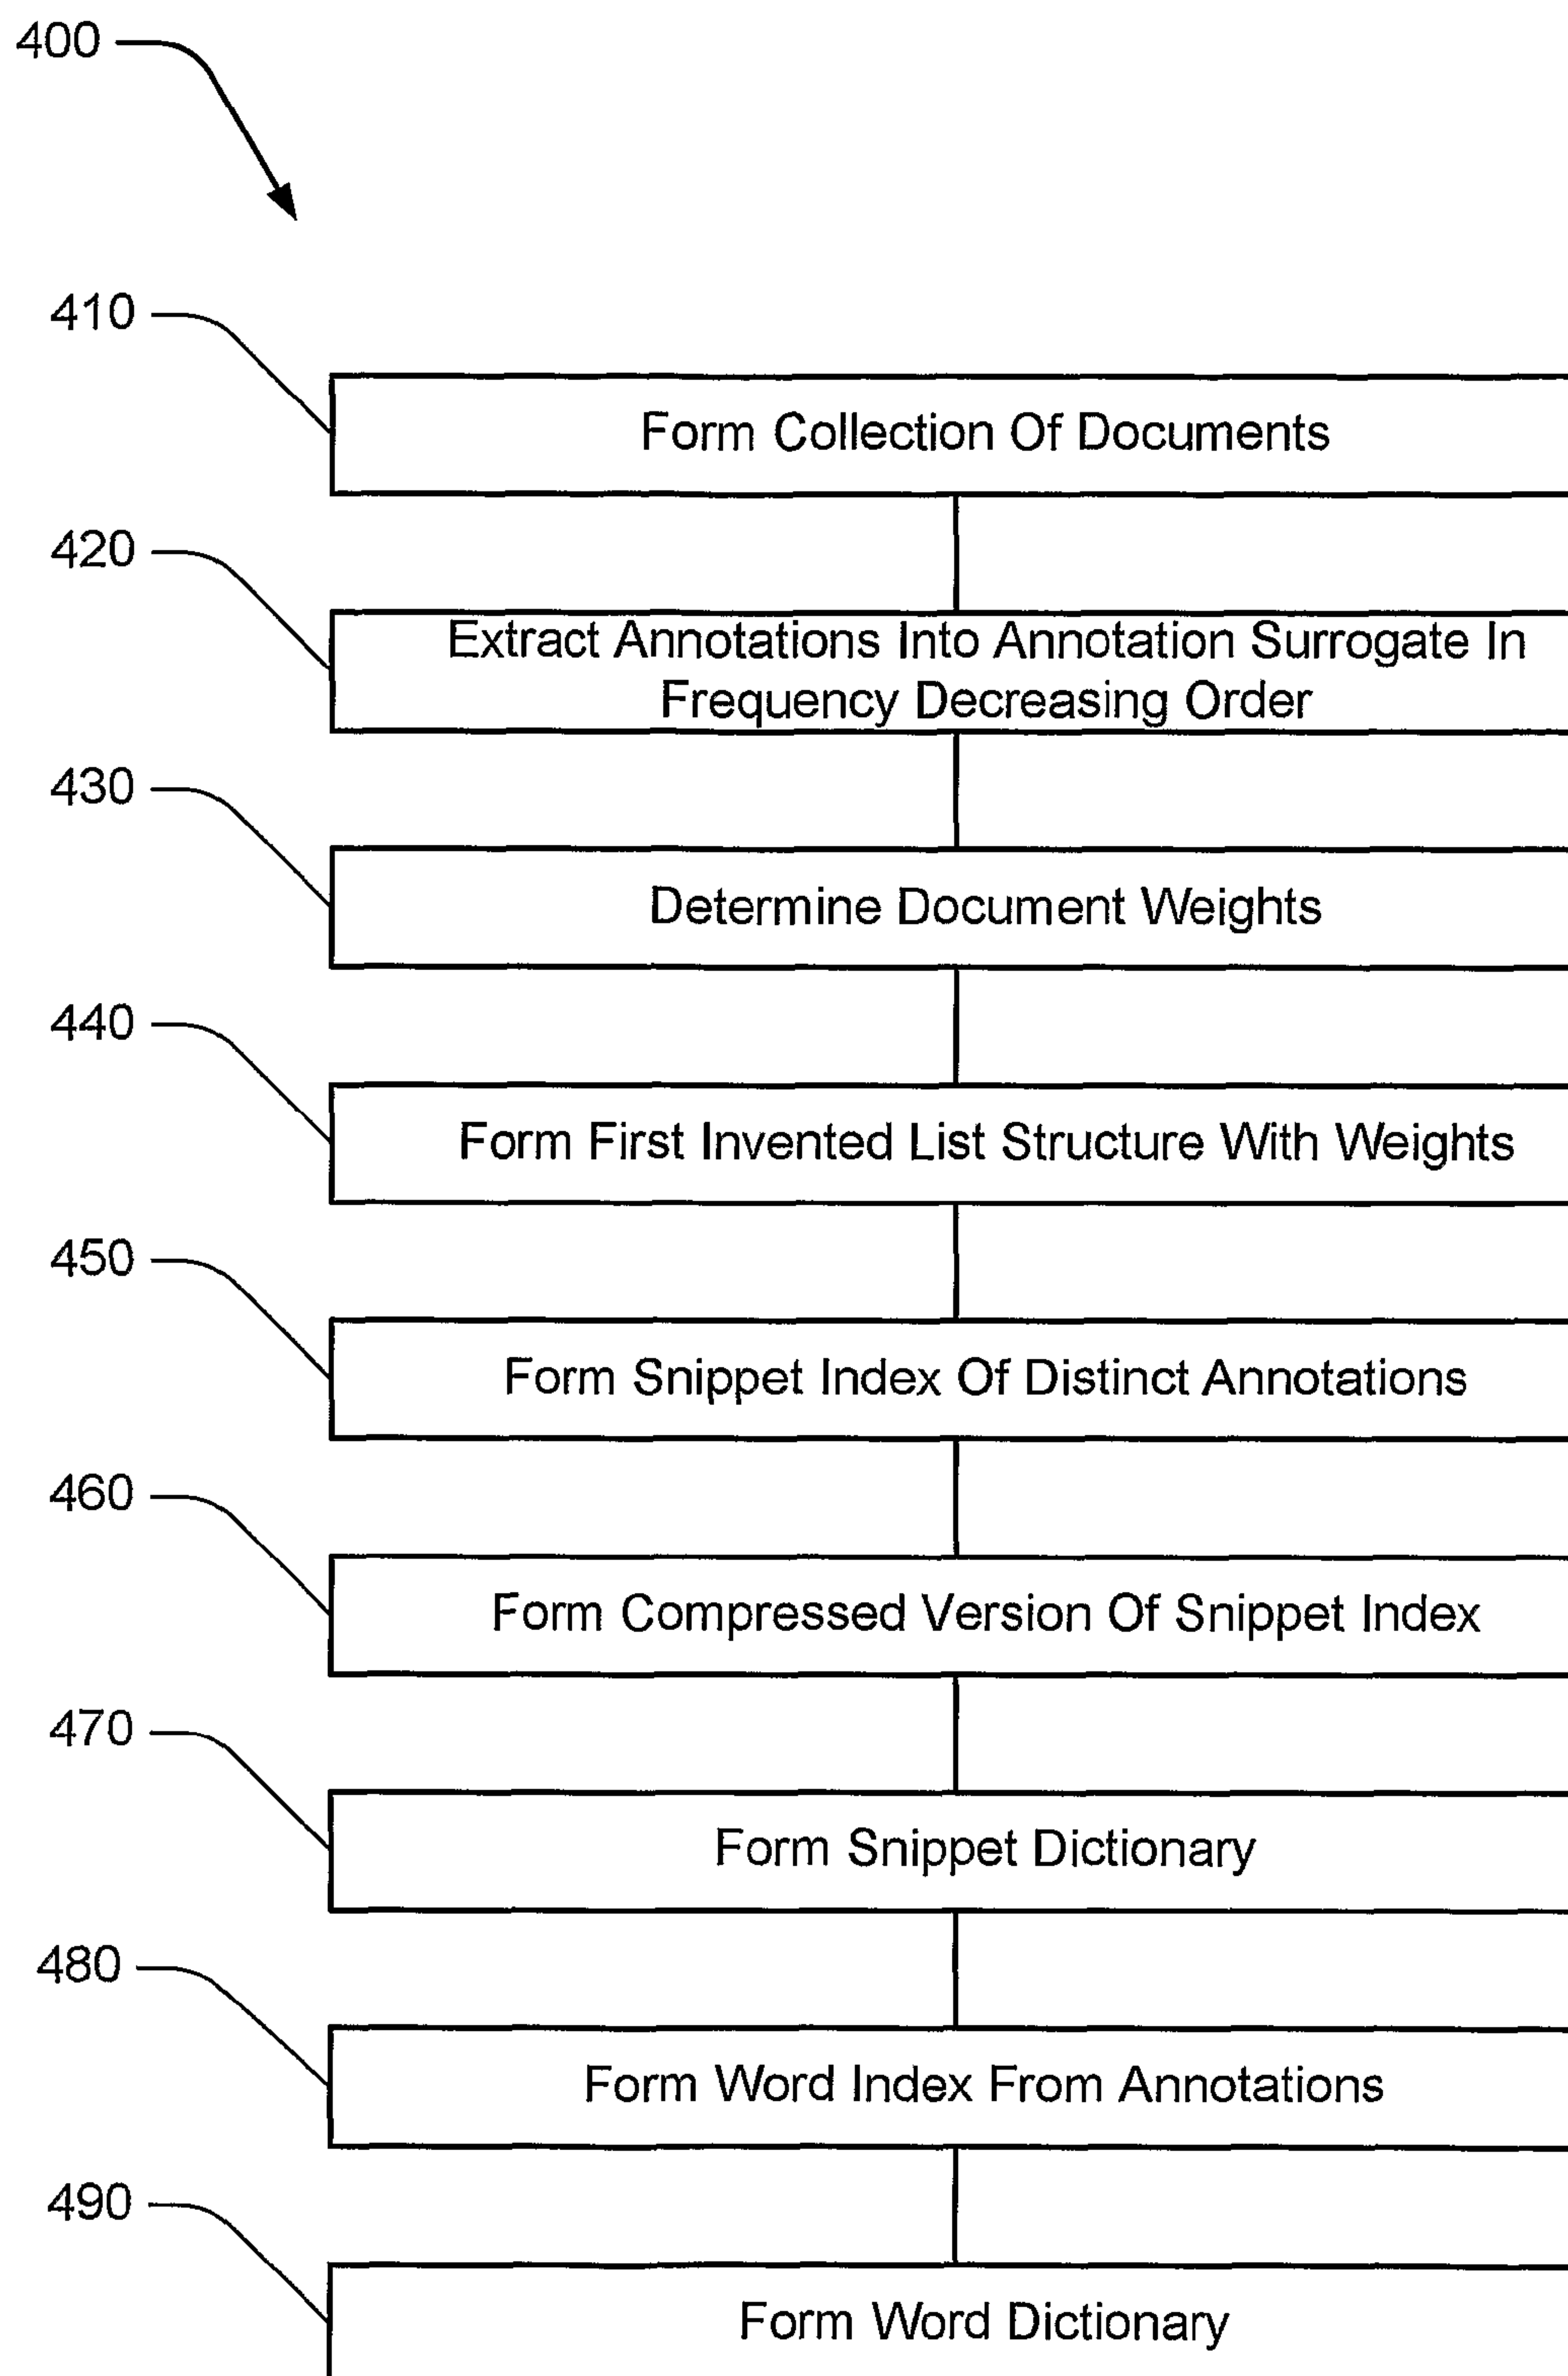 400
410
Form Collection Of Documents
420
Extract Annotations Into Annotation Surrogate In
Frequency Decreasing Order
430
Determine Document Weights
440
Form First Invented List Structure With Weights
450
Form Snippet Index Of Distinct Annotations
460
Form Compressed Version Of Snippet Index
470
Form Snippet Dictionary
480
Form Word Index From Annotations
490
Form Word Dictionary